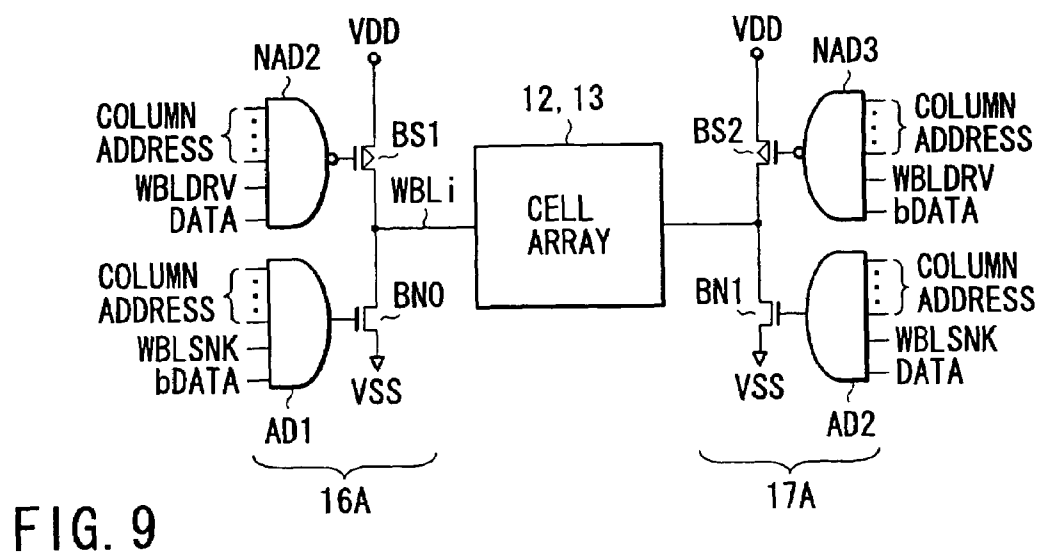 VDD
NAD2
COLUMN
ADDRESS
WBLDRV
DATA
BS1
WBLi
COLUMN
ADDRESS
WBLSNK
bDATA
BN0
VSS
AD1
16A
12, 13
CELL
ARRAY
VDD
NAD3
BS2
COLUMN
ADDRESS
WBLDRV
bDATA
BN1
COLUMN
ADDRESS
WBLSNK
DATA
VSS
AD2
17A
FIG. 9